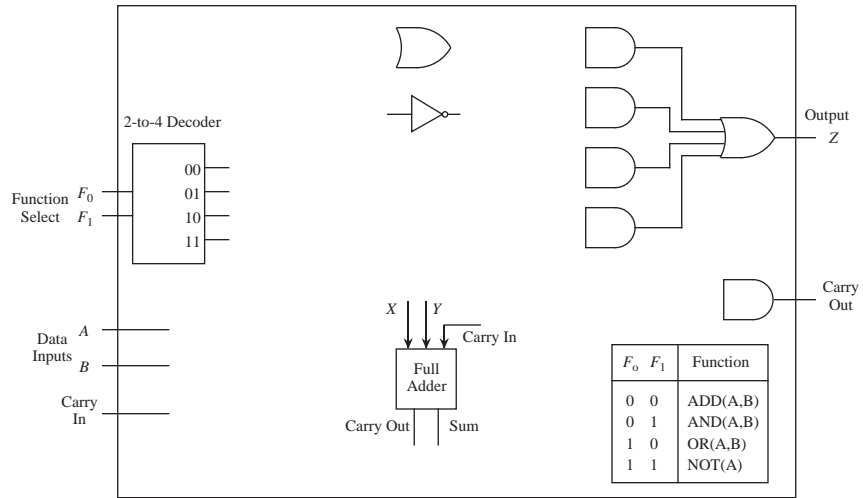 2-to-4 Decoder
00
01
10
11
Function
Select
F0
F1
Data
Inputs
A
B
Carry
In
Output
Z
Carry
Out
X
Y
Carry In
Full
Adder
Carry Out
Sum
Fo F1 Function
0 0 ADD(A,B)
0 1 AND(A,B)
1 0 OR(A,B)
1 1 NOT(A)